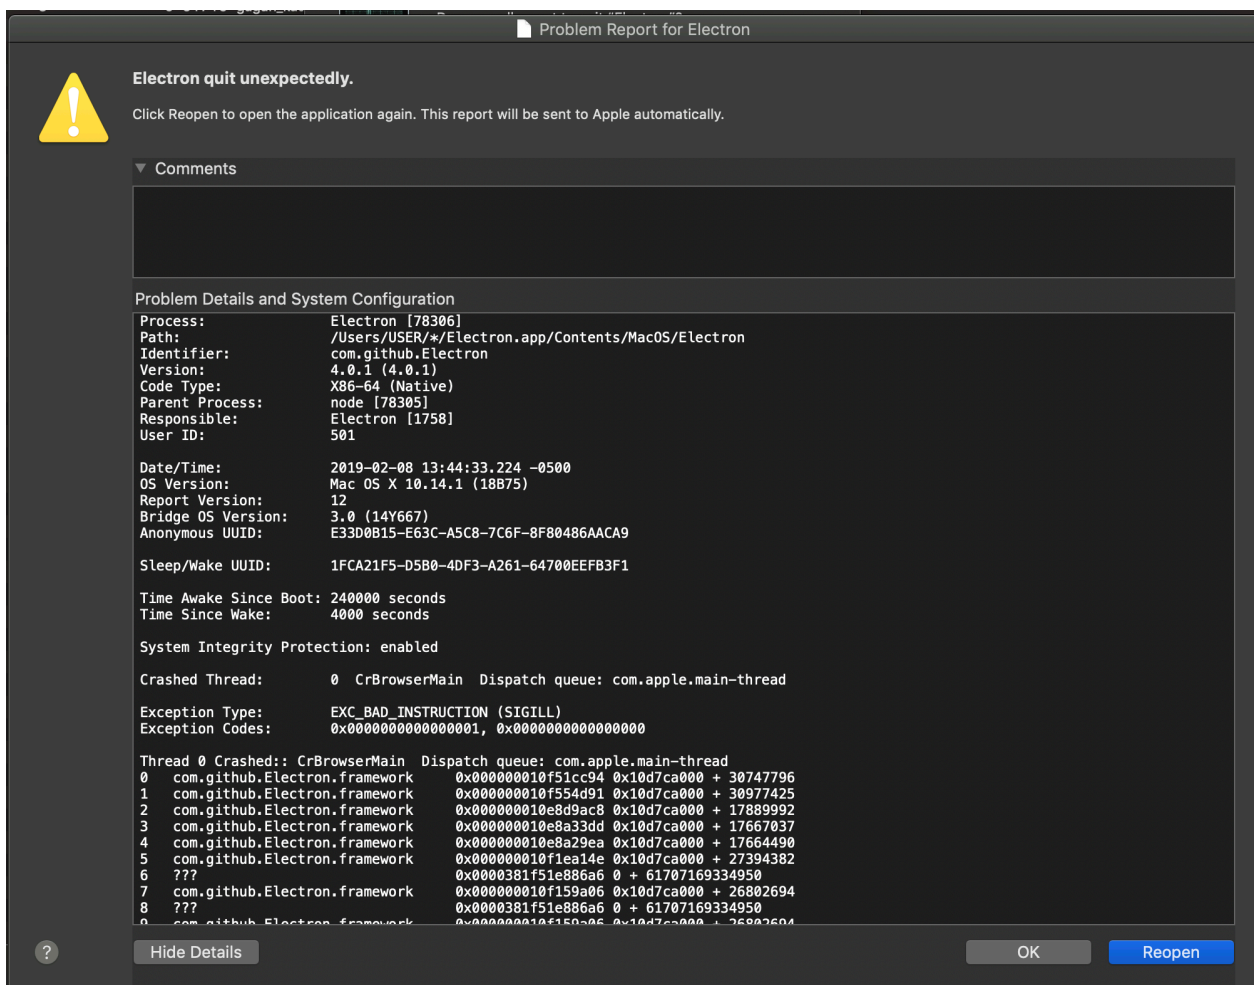 Problem Report for Electron
Electron quit unexpectedly.
Click Reopen to open the application again. This report will be sent to Apple automatically.
Comments
Problem Details and System Configuration
Process: Electron [78306]
Path: /Users/USER/*/Electron.app/Contents/MacOS/Electron
Identifier: com.github.Electron
Version: 4.0.1 (4.0.1)
Code Type: X86-64 (Native)
Parent Process: node [78305]
Responsible: Electron [1758]
User ID: 501
Date/Time: 2019-02-08 13:44:33.224 -0500
OS Version: Mac OS X 10.14.1 (18B75)
Report Version: 12
Bridge OS Version: 3.0 (14Y667)
Anonymous UUID: E33D0B15-E63C-A5C8-7C6F-8F80486AACA9
Sleep/Wake UUID: 1FCA21F5-D5B0-4DF3-A261-64700EEFB3F1
Time Awake Since Boot: 240000 seconds
Time Since Wake: 4000 seconds
System Integrity Protection: enabled
Crashed Thread: 0 CrBrowserMain Dispatch queue: com.apple.main-thread
Exception Type: EXC_BAD_INSTRUCTION (SIGILL)
Exception Codes: 0x0000000000000001, 0x0000000000000000
Thread 0 Crashed:: CrBrowserMain Dispatch queue: com.apple.main-thread
0 com.github.Electron.framework 0x000000010f51cc94 0x10d7ca000 + 30747796
1 com.github.Electron.framework 0x000000010f554d91 0x10d7ca000 + 30977425
2 com.github.Electron.framework 0x000000010e8d9ac8 0x10d7ca000 + 17889992
3 com.github.Electron.framework 0x000000010e8a33dd 0x10d7ca000 + 17667037
4 com.github.Electron.framework 0x000000010e8a29ea 0x10d7ca000 + 17664490
5 com.github.Electron.framework 0x000000010f1ea14e 0x10d7ca000 + 27394382
6 ??? 0x0000381f51e886a6 0 + 61707169334950
7 com.github.Electron.framework 0x000000010f159a06 0x10d7ca000 + 26802694
8 ??? 0x0000381f51e886a6 0 + 61707169334950
9 com.github.Electron.framework 0x000000010f159a06 0x10d7ca000 + 26802694
? Hide Details OK Reopen